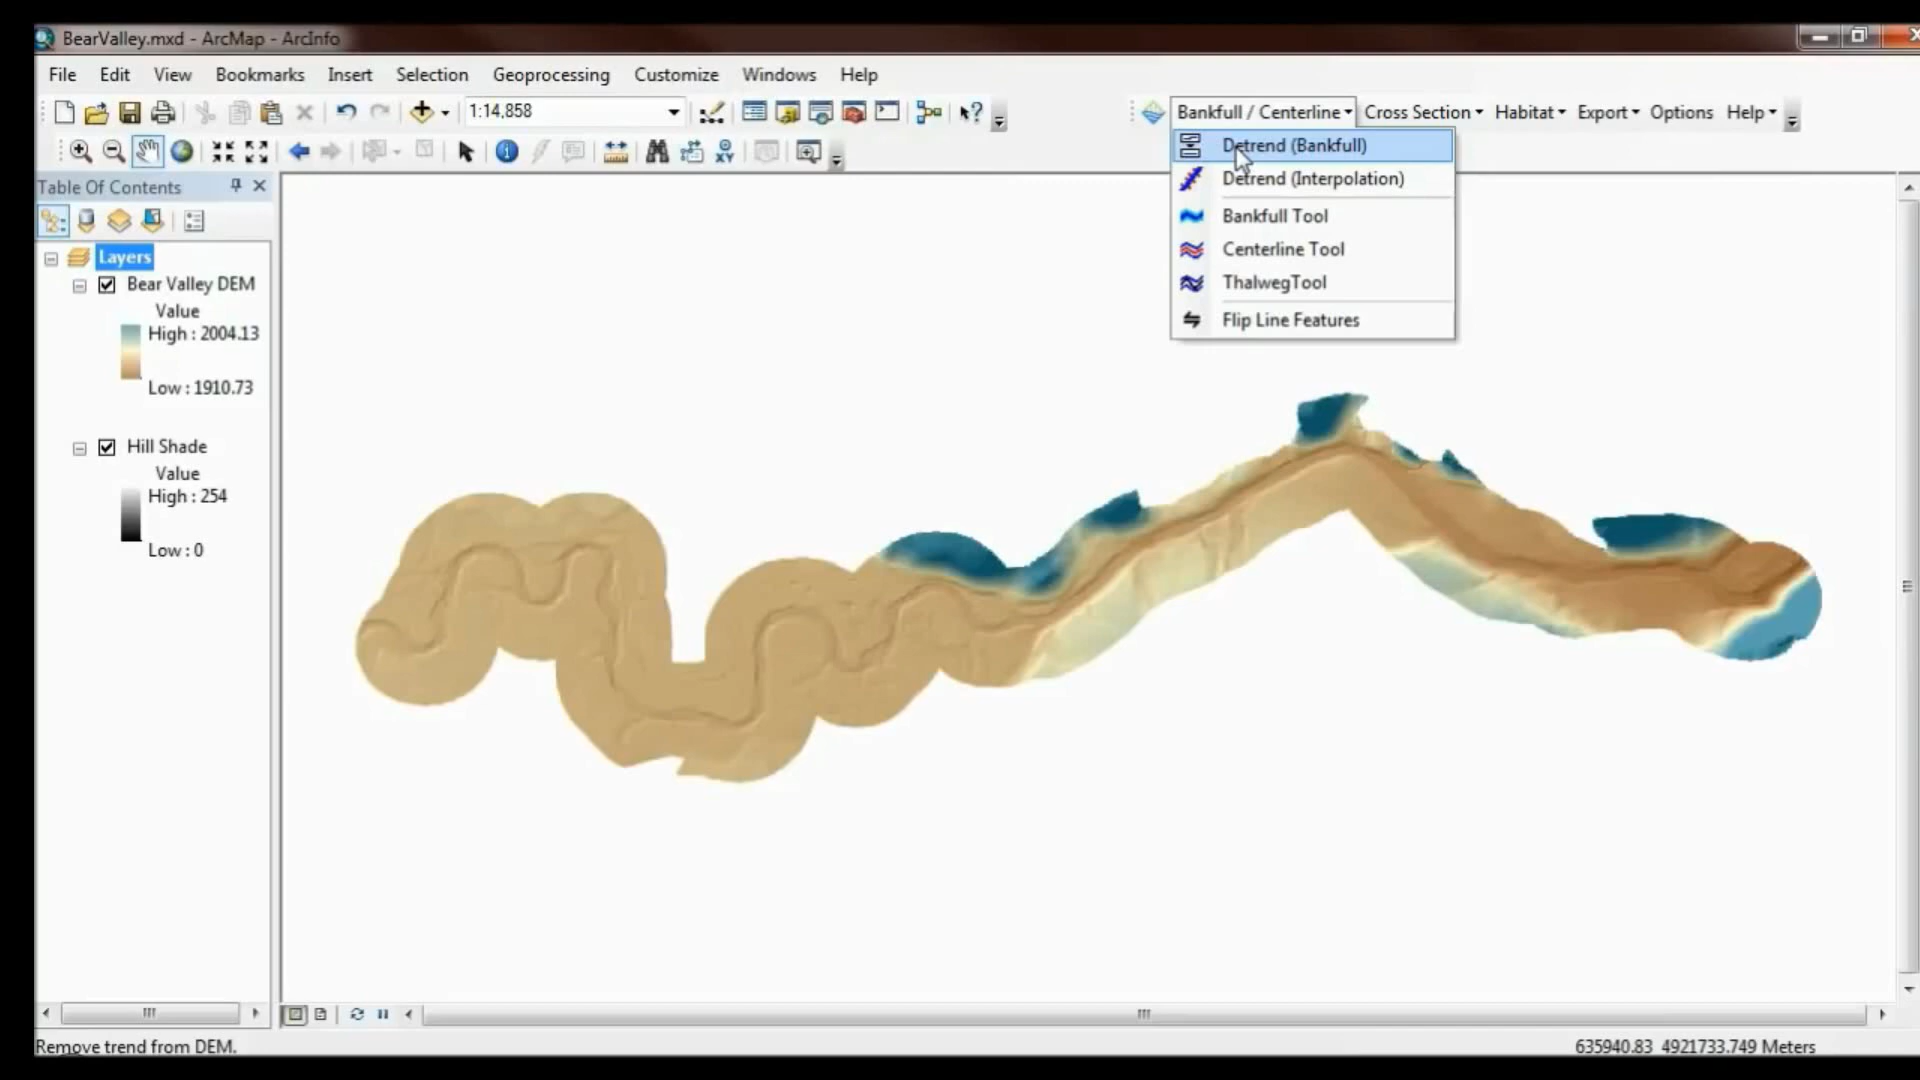 BearValley.mxd - ArcMap - ArcInfo
File Edit View Bookmarks Insert Selection Geoprocessing Customize Windows Help
1:14,858
Bankfull / Centerline Cross Section Habitat Export Options Help
Detrend (Bankfull)
Detrend (Interpolation)
Bankfull Tool
Centerline Tool
ThalwegTool
Flip Line Features
Table Of Contents
Layers
Bear Valley DEM
Value
High : 2004.13
Low : 1910.73
Hill Shade
Value
High : 254
Low : 0
Remove trend from DEM.
635940.83 4921733.749 Meters